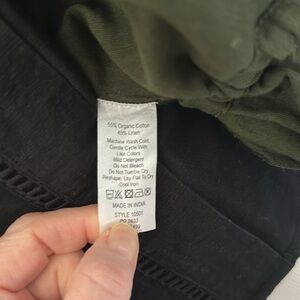 55% Organic Cotton
45% Linen
Machine Wash Cold,
Gentle Cycle With
Like Colors
Mild Detergent
Do Not Bleach
Do Not Tumble Dry
Reshape, Lay Flat To Dry
Cool Iron
MADE IN INDIA
STYLE 10501